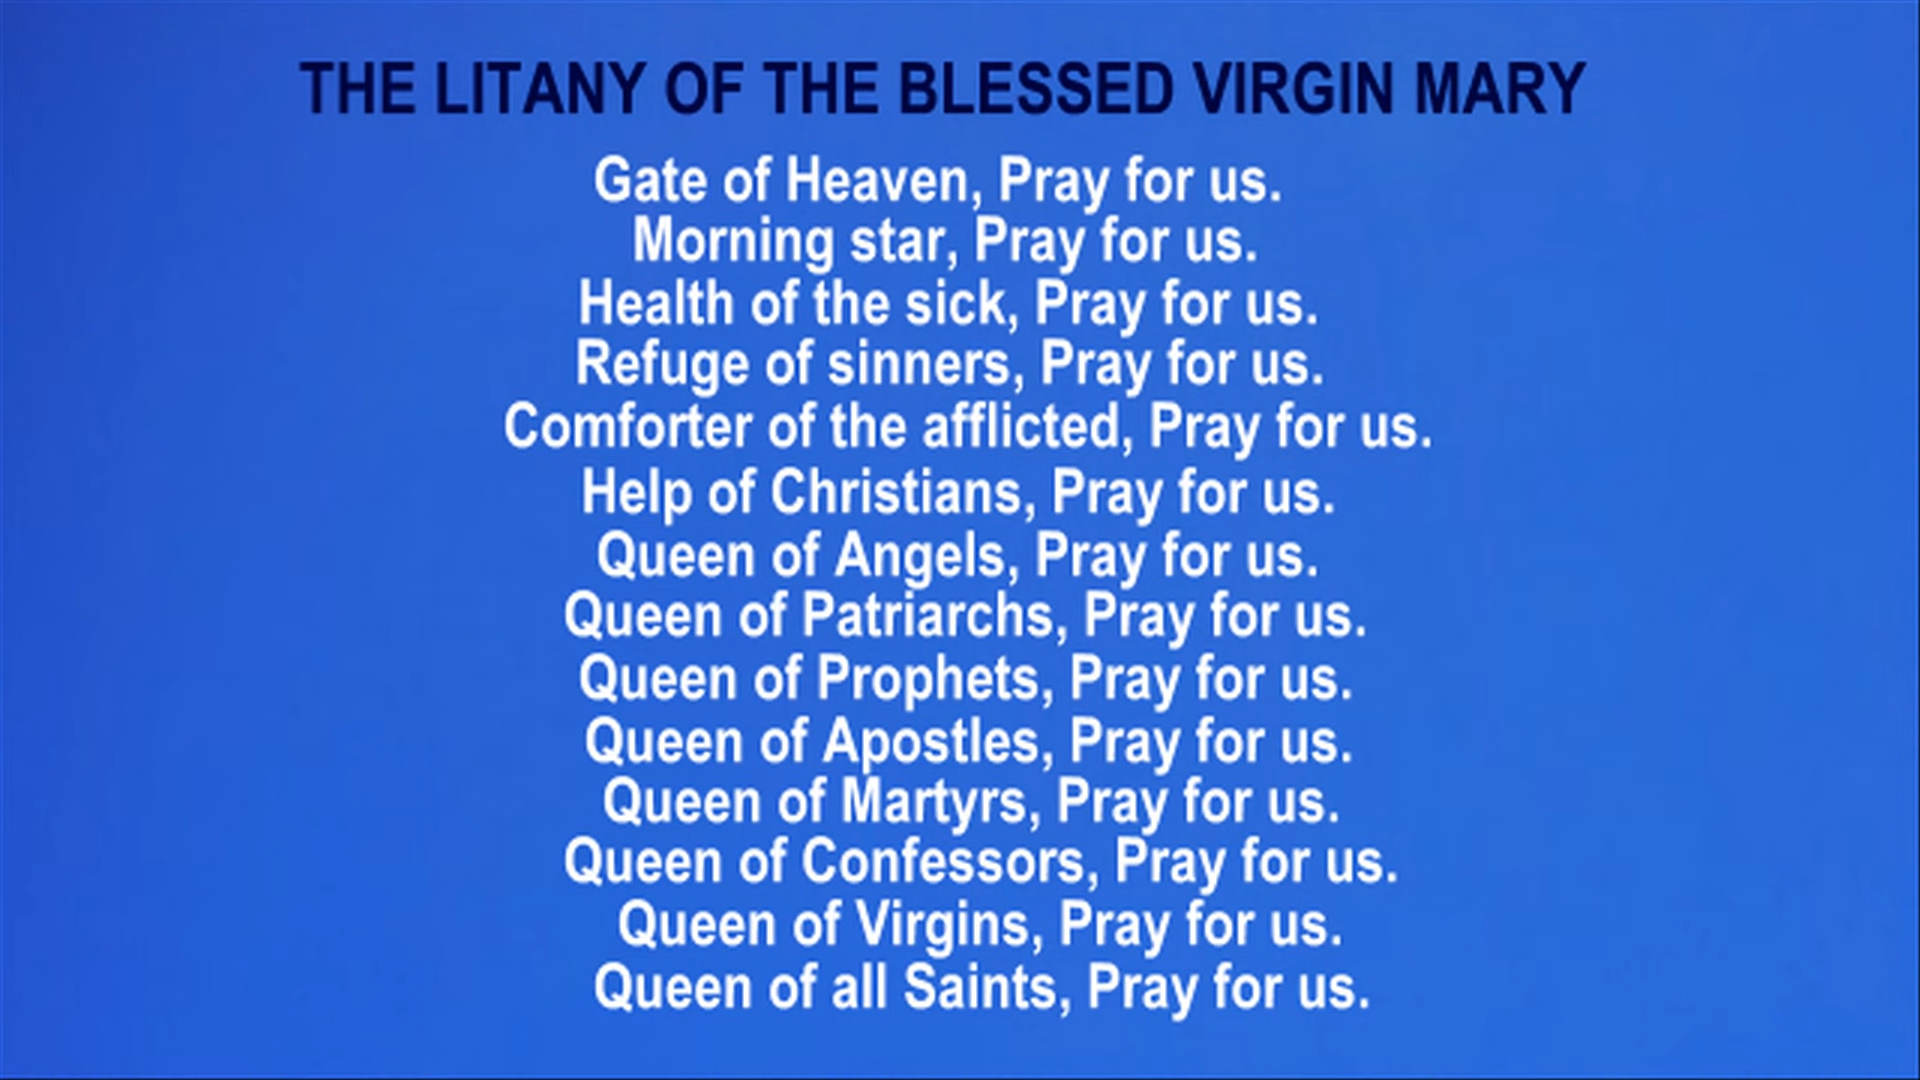 THE LITANY OF THE BLESSED VIRGIN MARY
Gate of Heaven, Pray for us.
Morning star, Pray for us.
Health of the sick, Pray for us.
Refuge of sinners, Pray for us.
Comforter of the afflicted, Pray for us.
Help of Christians, Pray for us.
Queen of Angels, Pray for us.
Queen of Patriarchs, Pray for us.
Queen of Prophets, Pray for us.
Queen of Apostles, Pray for us.
Queen of Martyrs, Pray for us.
Queen of Confessors, Pray for us.
Queen of Virgins, Pray for us.
Queen of all Saints, Pray for us.